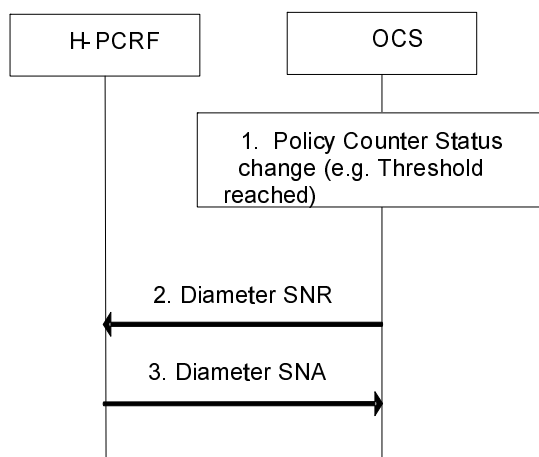 H-PCRF
OCS
1. Policy Counter Status
change (e.g. Threshold
reached)
2. Diameter SNR
3. Diameter SNA